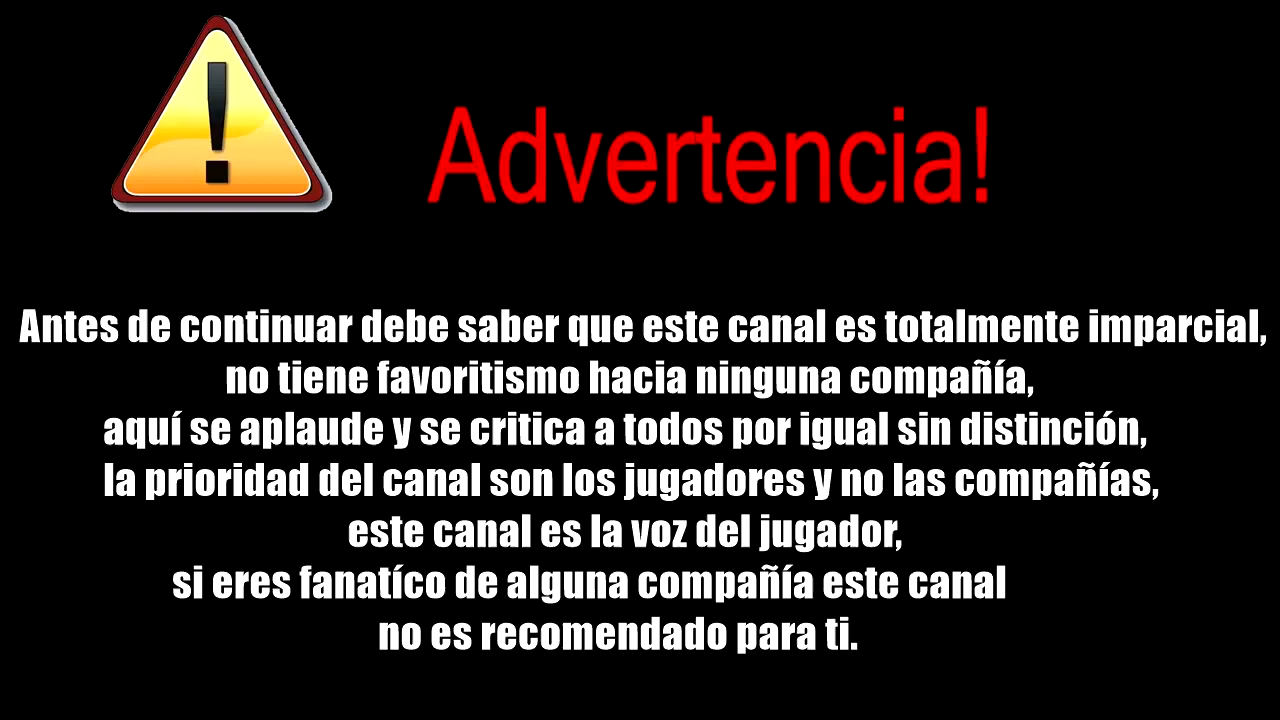 Advertencia!
Antes de continuar debe saber que este canal es totalmente imparcial,
no tiene favoritismo hacia ninguna compañía,
aquí se aplaude y se critica a todos por igual sin distinción,
la prioridad del canal son los jugadores y no las compañías,
este canal es la voz del jugador,
si eres fanatíco de alguna compañía este canal
no es recomendado para ti.